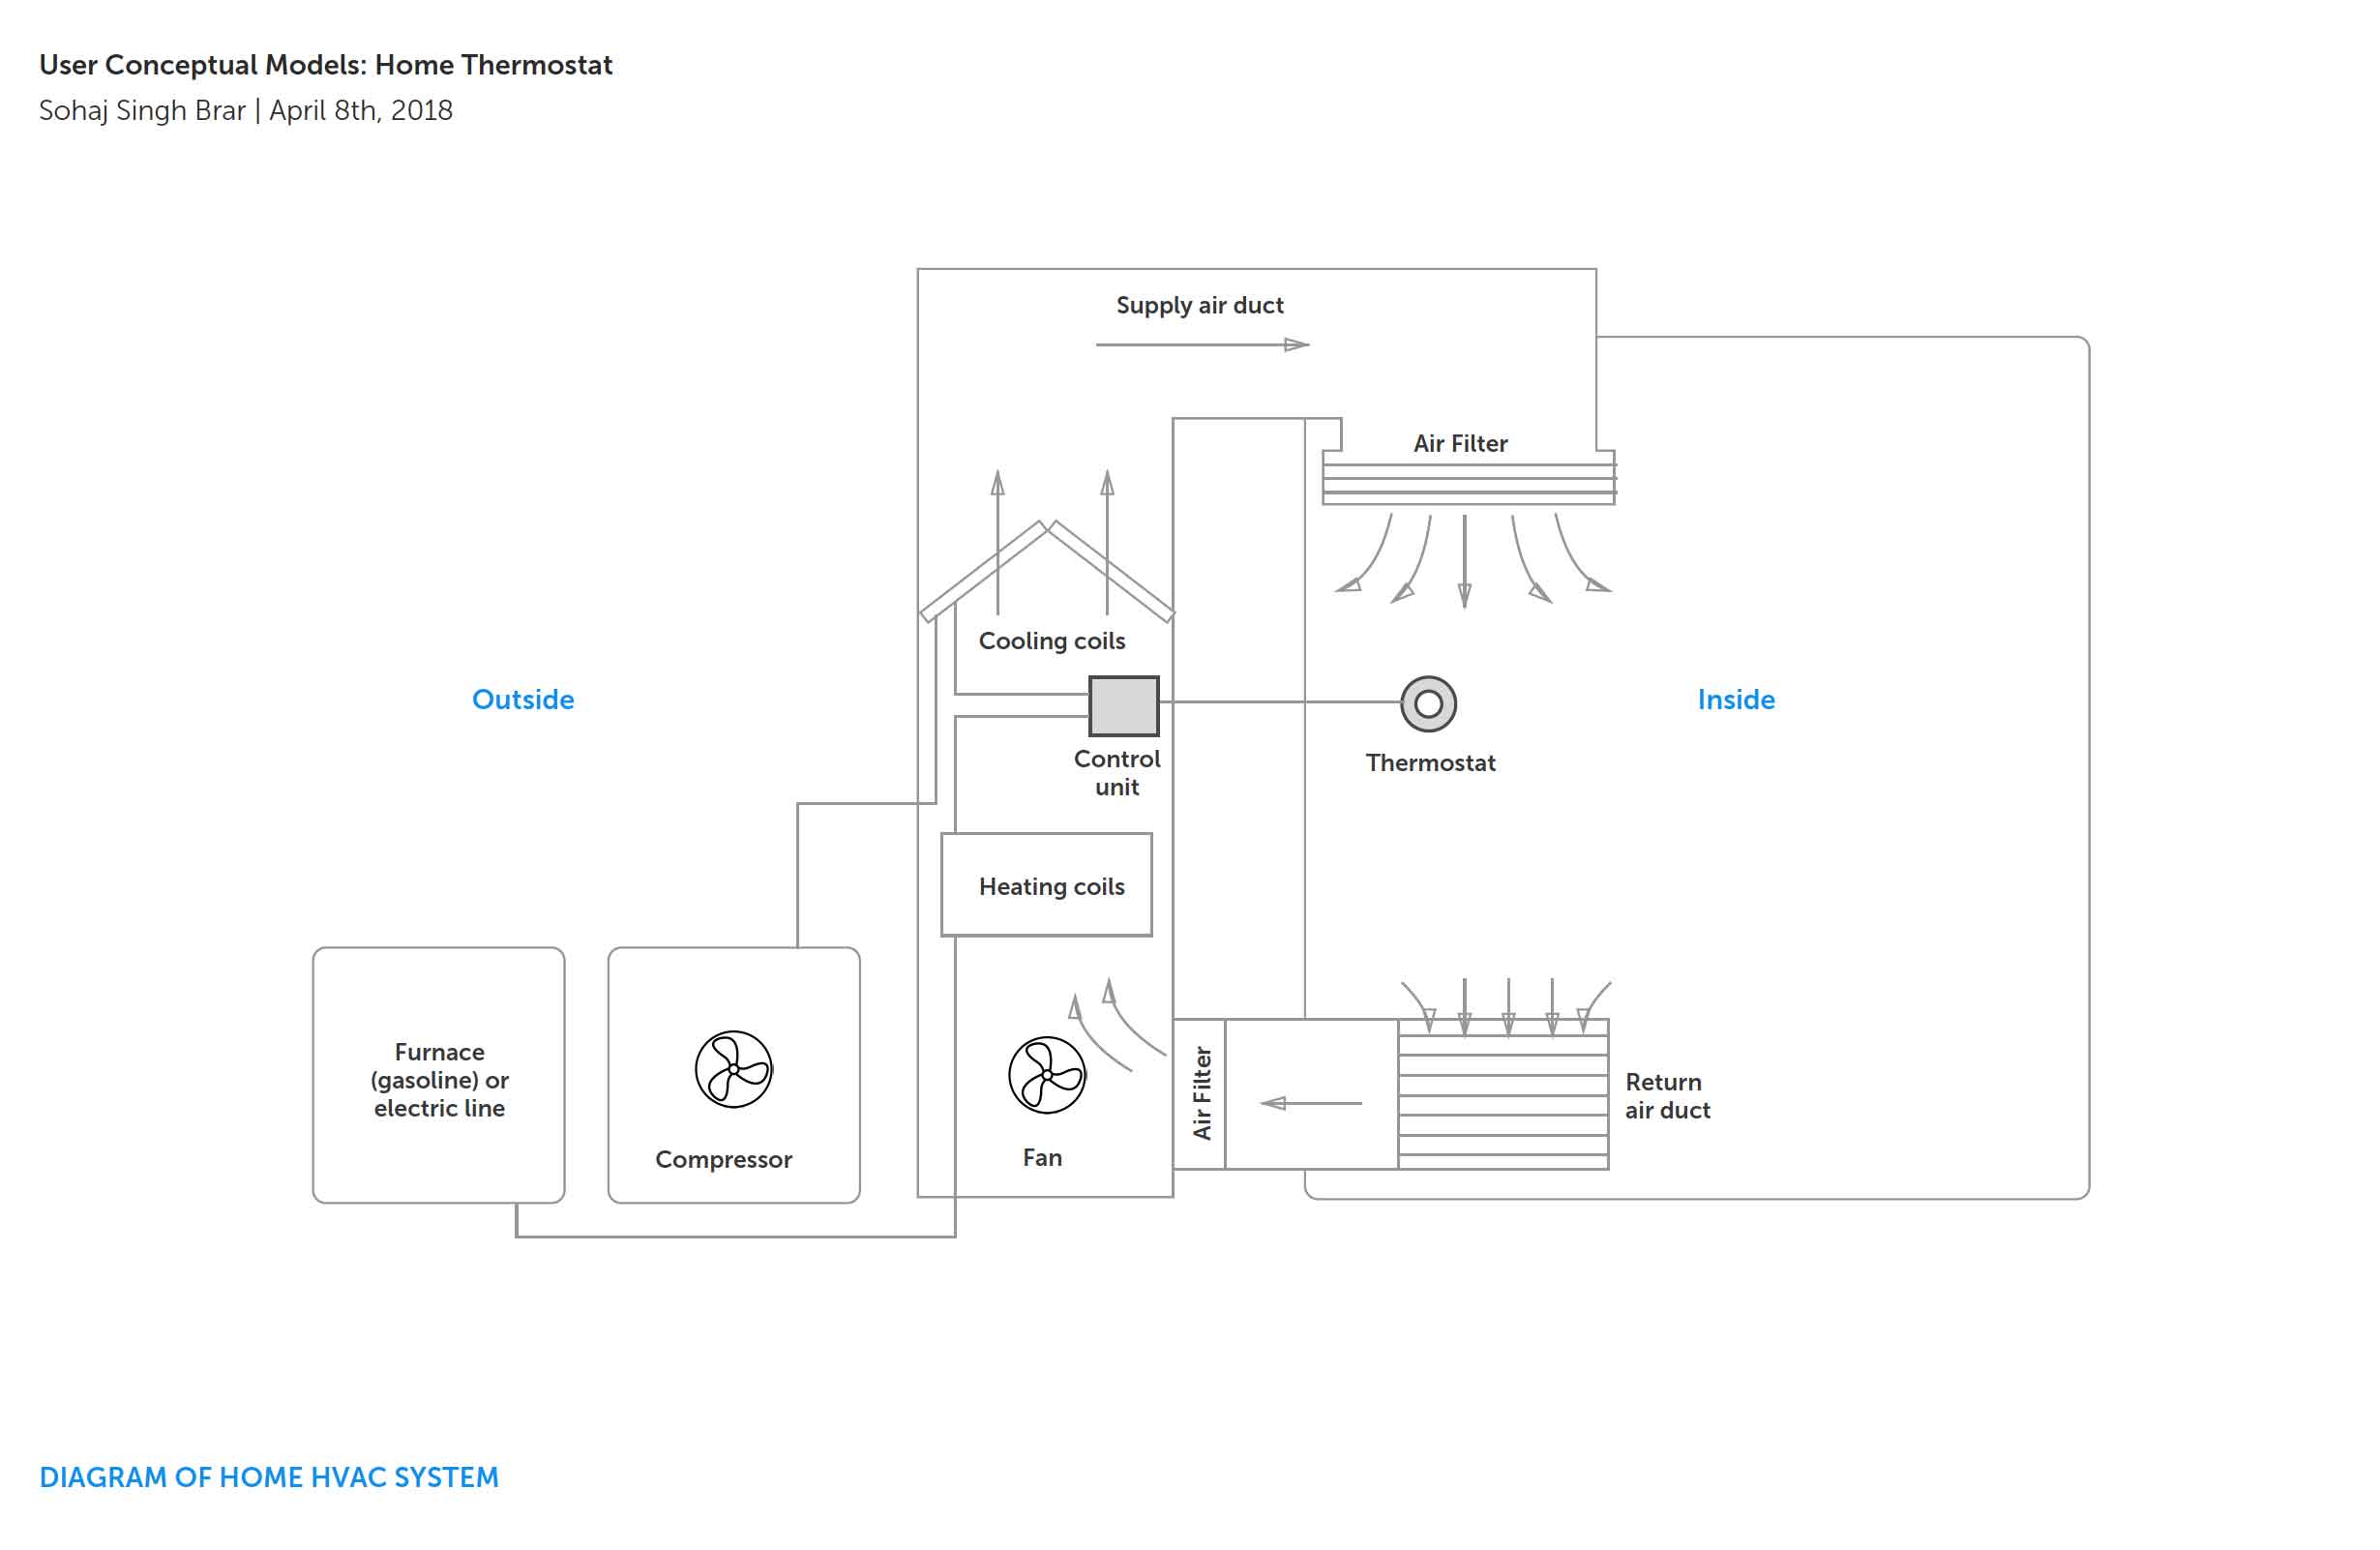 User Conceptual Models: Home Thermostat
Sohaj Singh Brar | April 8th, 2018
Supply air duct
Air Filter
Cooling coils
Outside
Inside
Control
unit
Thermostat
Heating coils
Furnace
(gasoline) or
electric line
Compressor
Fan
Air Filter
Return
air duct
DIAGRAM OF HOME HVAC SYSTEM